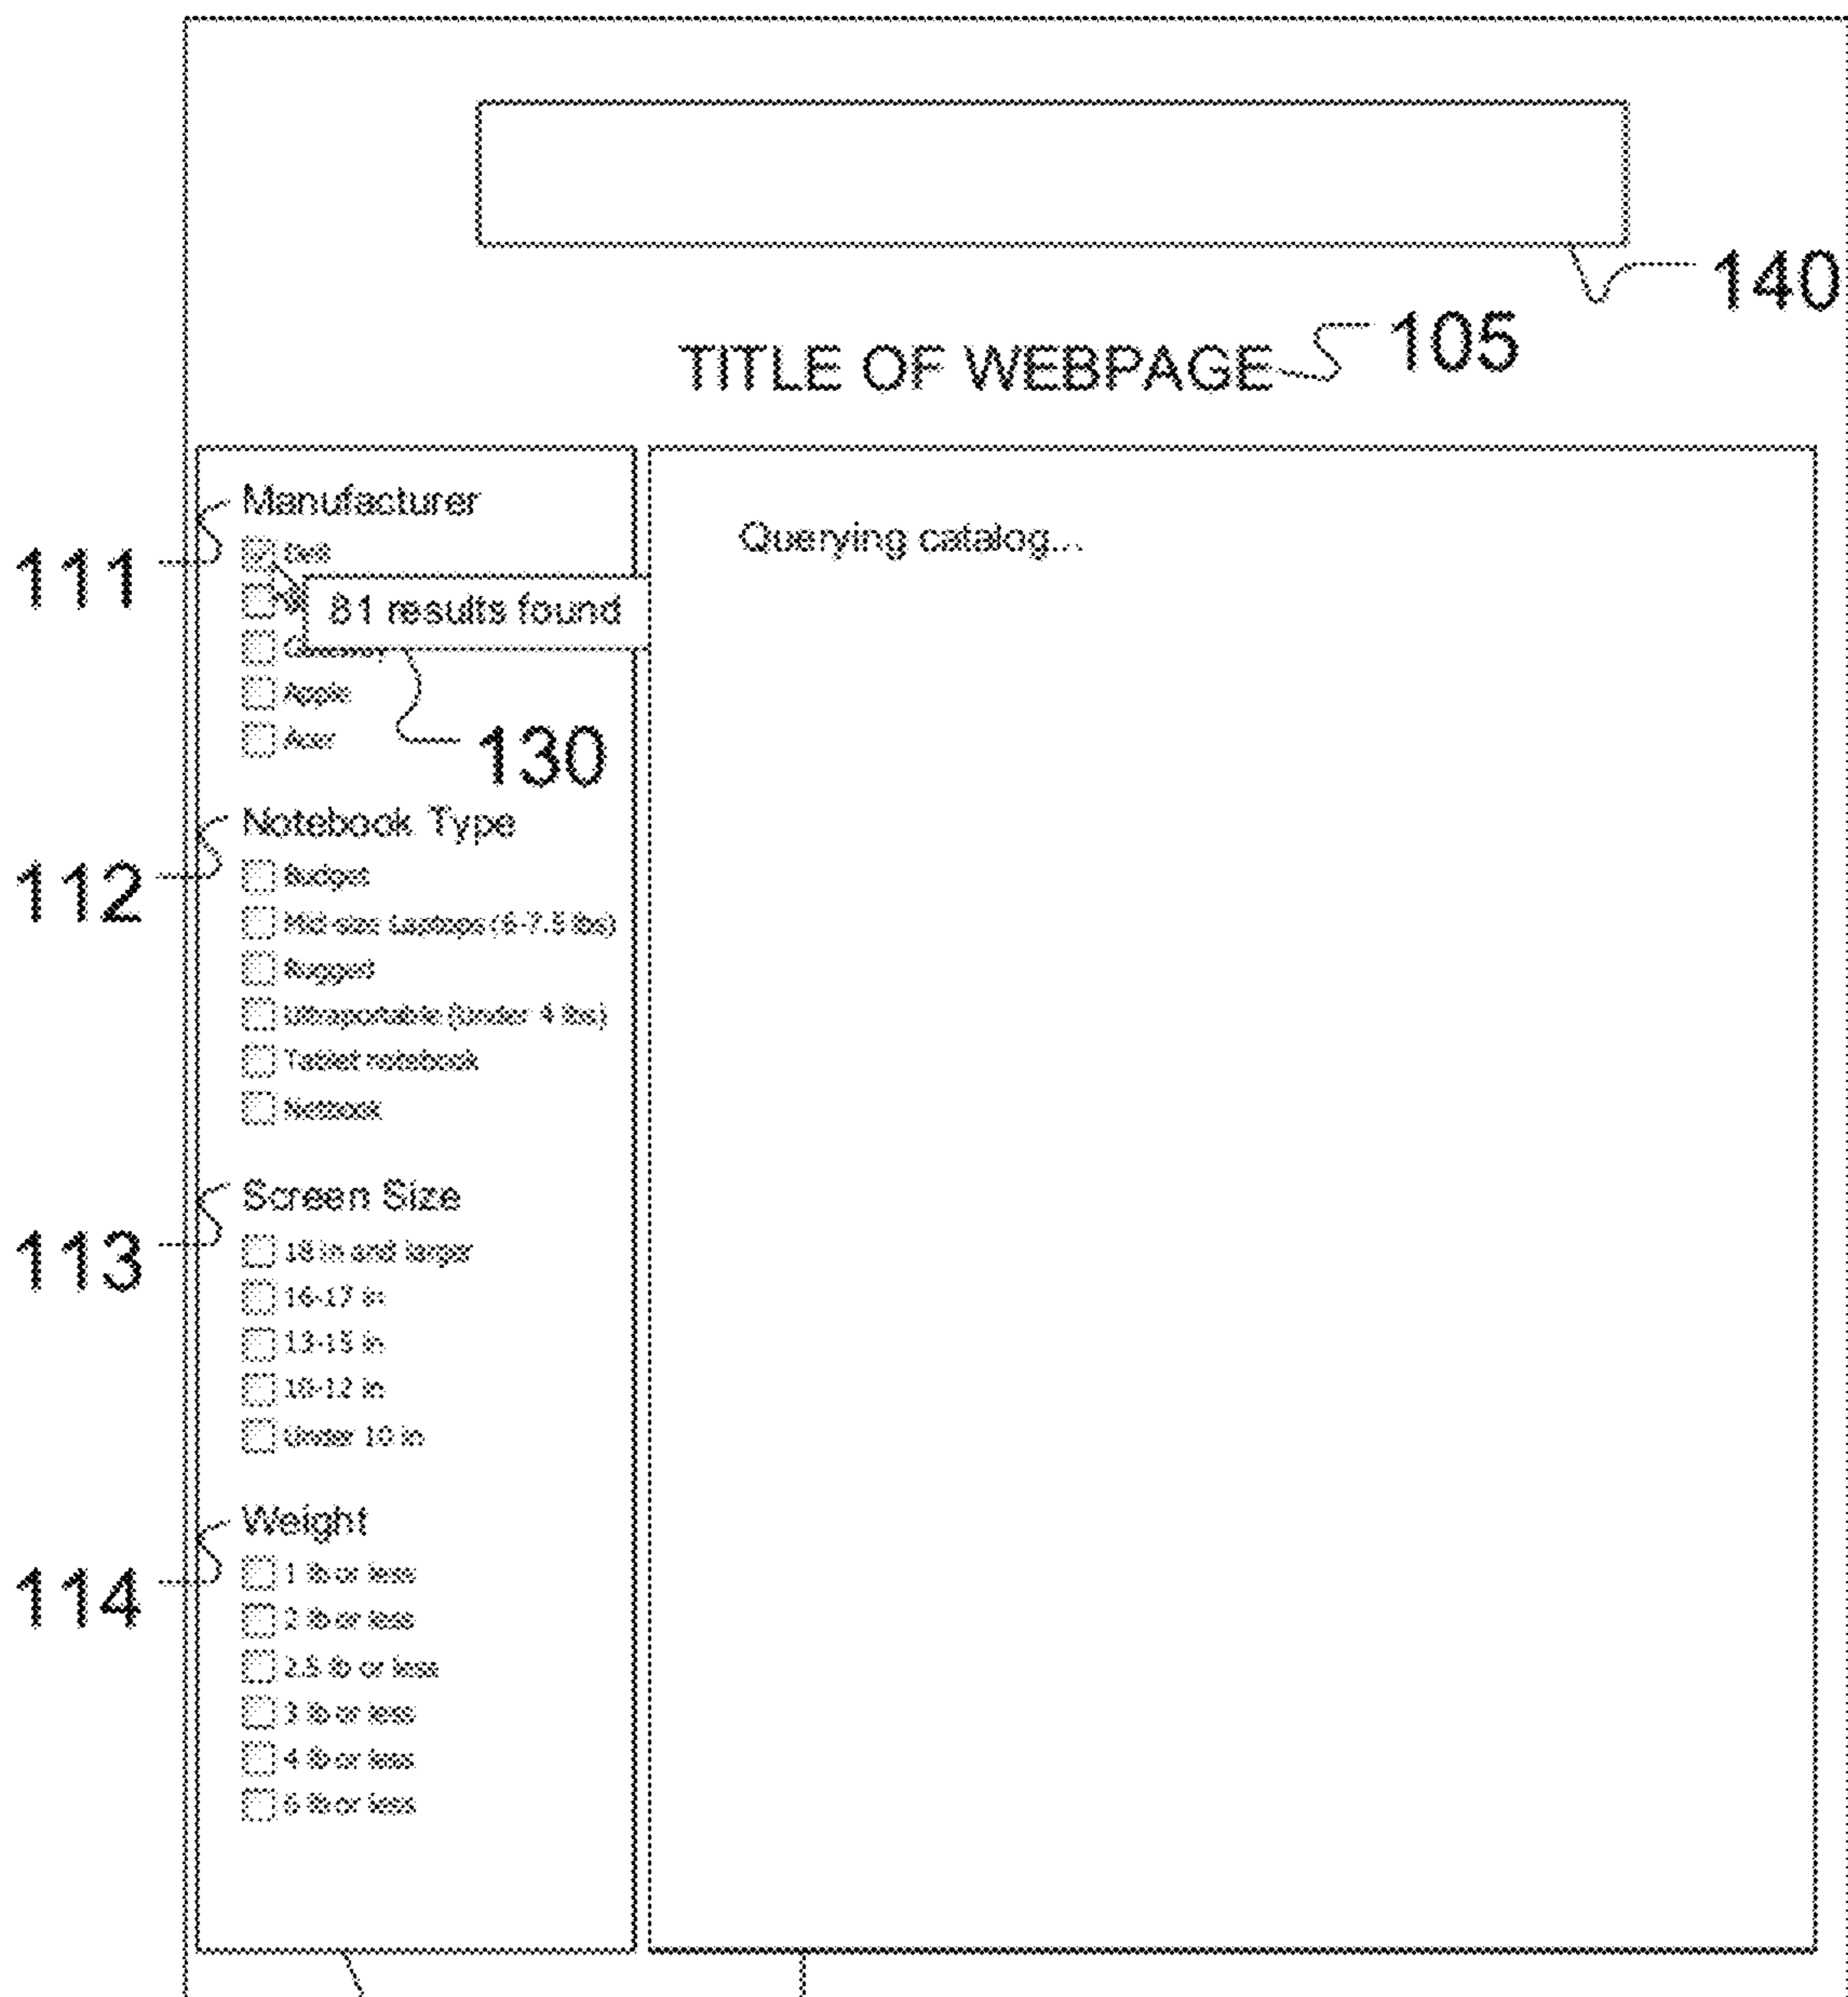 140
TITLE OF WEBPAGE 105
Manufacturer
111
Dell
81 results found
Apple
Acer
130
Querying catalog...
Notebook Type
112
Budget
Mid-size Laptops (6-7.5 lbs)
Rugged
Ultraportable (under 4 lbs)
Tablet notebook
Netbook
Screen Size
113
18 in and larger
16-17 in
13-15 in
10-12 in
Under 10 in
Weight
114
1 lb or less
2 lb or less
2.5 lb or less
3 lb or less
4 lb or less
6 lb or less